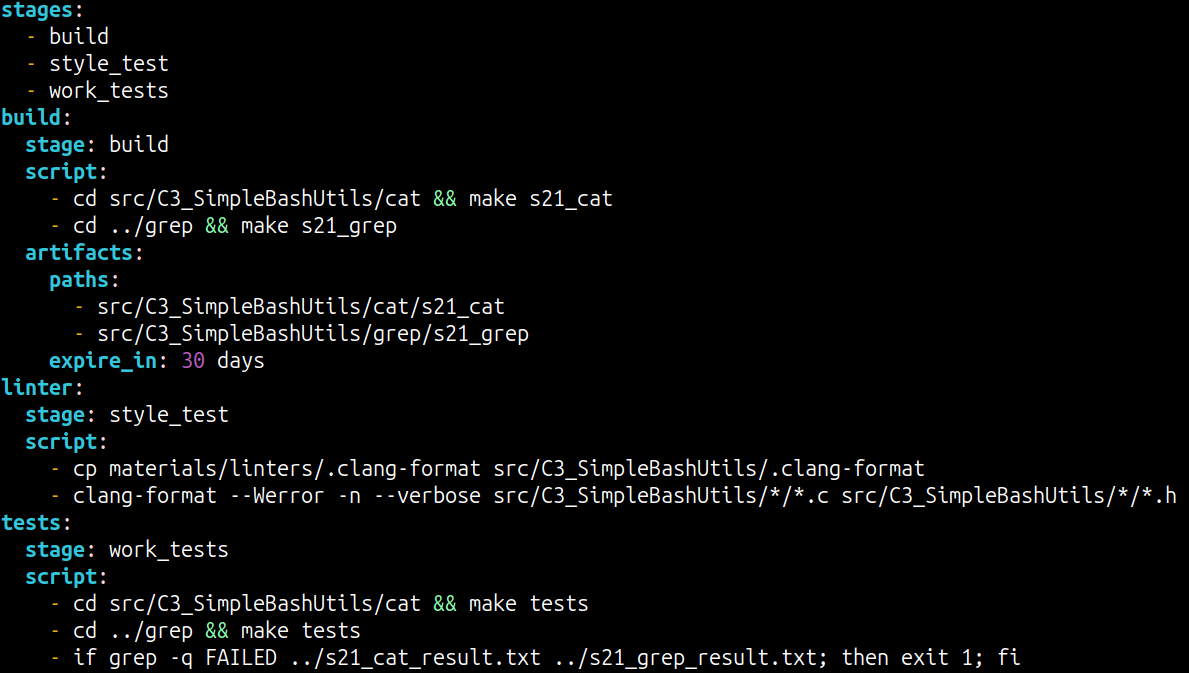 stages:
  - build
  - style_test
  - work_tests
build:
  stage: build
  script:
    - cd src/C3_SimpleBashUtils/cat && make s21_cat
    - cd ../grep && make s21_grep
  artifacts:
    paths:
      - src/C3_SimpleBashUtils/cat/s21_cat
      - src/C3_SimpleBashUtils/grep/s21_grep
    expire_in: 30 days
linter:
  stage: style_test
  script:
    - cp materials/linters/.clang-format src/C3_SimpleBashUtils/.clang-format
    - clang-format --Werror -n --verbose src/C3_SimpleBashUtils/*/*.c src/C3_SimpleBashUtils/*/*.h
tests:
  stage: work_tests
  script:
    - cd src/C3_SimpleBashUtils/cat && make tests
    - cd ../grep && make tests
    - if grep -q FAILED ../s21_cat_result.txt ../s21_grep_result.txt; then exit 1; fi